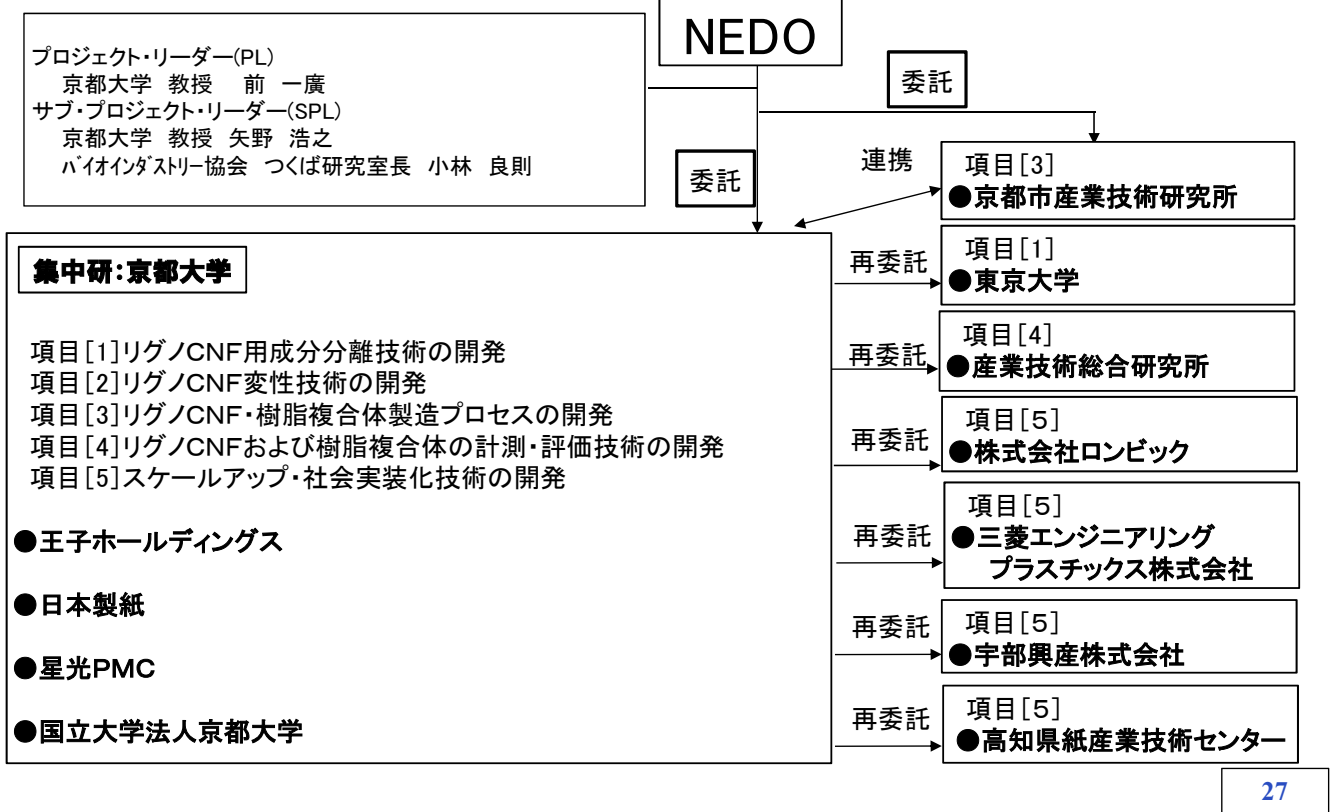 NEDO
プロジェクト・リーダー(PL)
京都大学 教授 前 一廣
サブ・プロジェクト・リーダー(SPL)
京都大学 教授 矢野 浩之
バイオインダストリー協会 つくば研究室長 小林 良則
委託
委託
連携
項目[3]
●京都市産業技術研究所
集中研:京都大学
項目[1]リグノCNF用成分分離技術の開発
項目[2]リグノCNF変性技術の開発
項目[3]リグノCNF・樹脂複合体製造プロセスの開発
項目[4]リグノCNFおよび樹脂複合体の計測・評価技術の開発
項目[5]スケールアップ・社会実装化技術の開発
●王子ホールディングス
●日本製紙
●星光PMC
●国立大学法人京都大学
再委託
項目[1]
●東京大学
再委託
項目[4]
●産業技術総合研究所
再委託
項目[5]
●株式会社ロンビック
再委託
項目[5]
●三菱エンジニアリング
プラスチックス株式会社
再委託
項目[5]
●宇部興産株式会社
再委託
項目[5]
●高知県紙産業技術センター
27